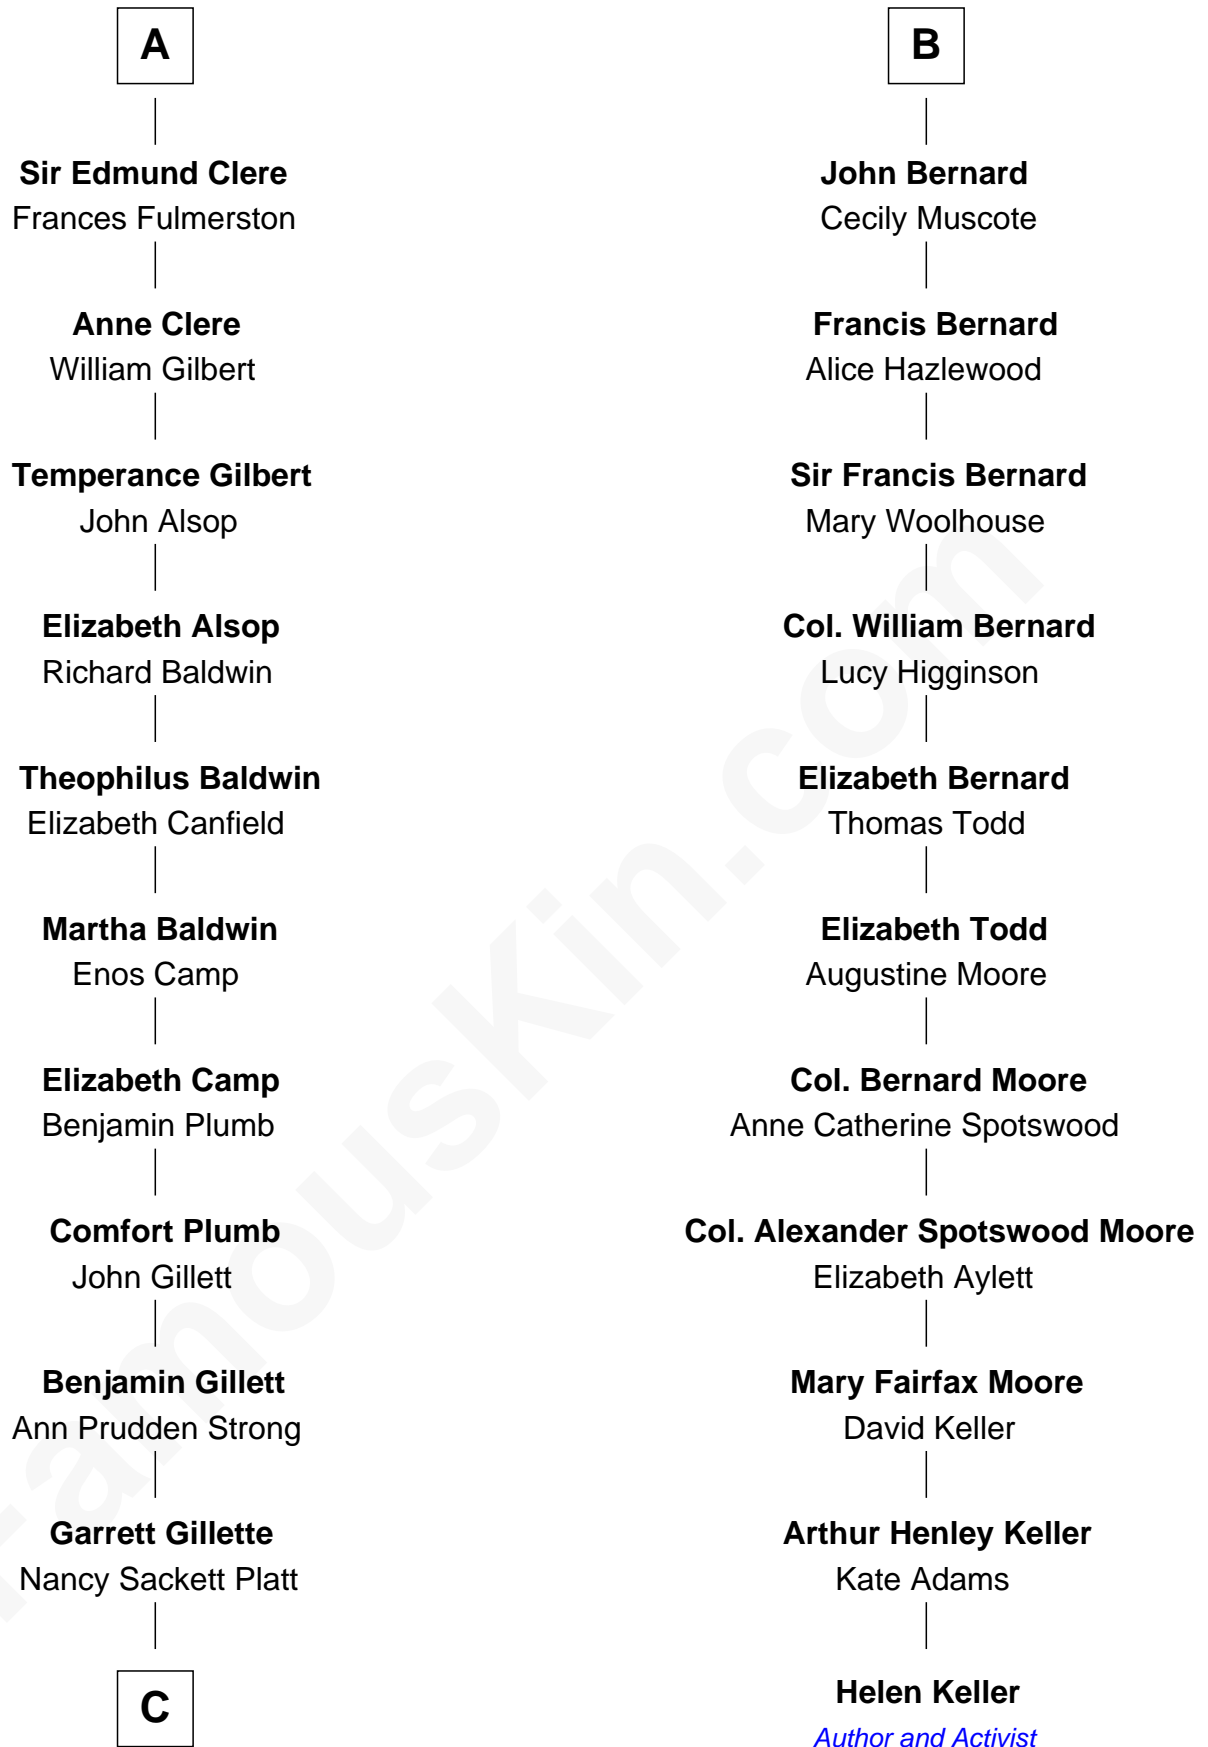 A
Sir Edmund Clere
Frances Fulmerston
Anne Clere
William Gilbert
Temperance Gilbert
John Alsop
Elizabeth Alsop
Richard Baldwin
Theophilus Baldwin
Elizabeth Canfield
Martha Baldwin
Enos Camp
Elizabeth Camp
Benjamin Plumb
Comfort Plumb
John Gillett
Benjamin Gillett
Ann Prudden Strong
Garrett Gillette
Nancy Sackett Platt
C
B
John Bernard
Cecily Muscote
Francis Bernard
Alice Hazlewood
Sir Francis Bernard
Mary Woolhouse
Col. William Bernard
Lucy Higginson
Elizabeth Bernard
Thomas Todd
Elizabeth Todd
Augustine Moore
Col. Bernard Moore
Anne Catherine Spotswood
Col. Alexander Spotswood Moore
Elizabeth Aylett
Mary Fairfax Moore
David Keller
Arthur Henley Keller
Kate Adams
Helen Keller
Author and Activist
FamousKin.com